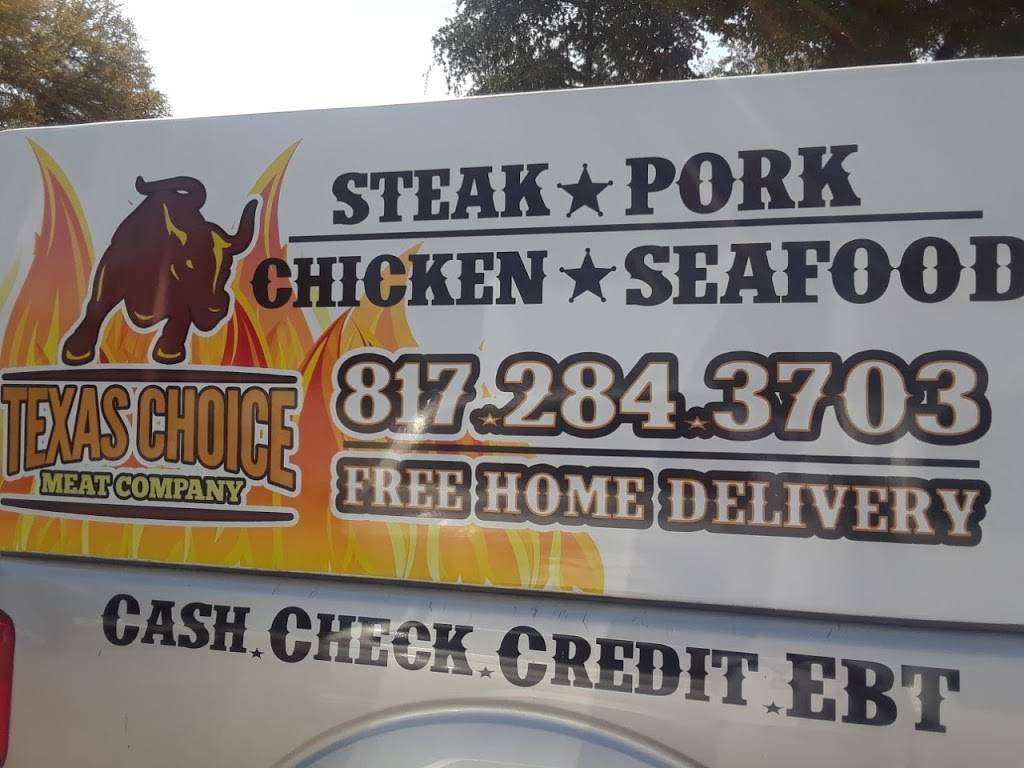 STEAK ★ PORK
CHICKEN ★ SEAFOOD
TEXAS CHOICE
MEAT COMPANY
817★284★3703
FREE HOME DELIVERY
CASH★CHECK★CREDIT★EBT